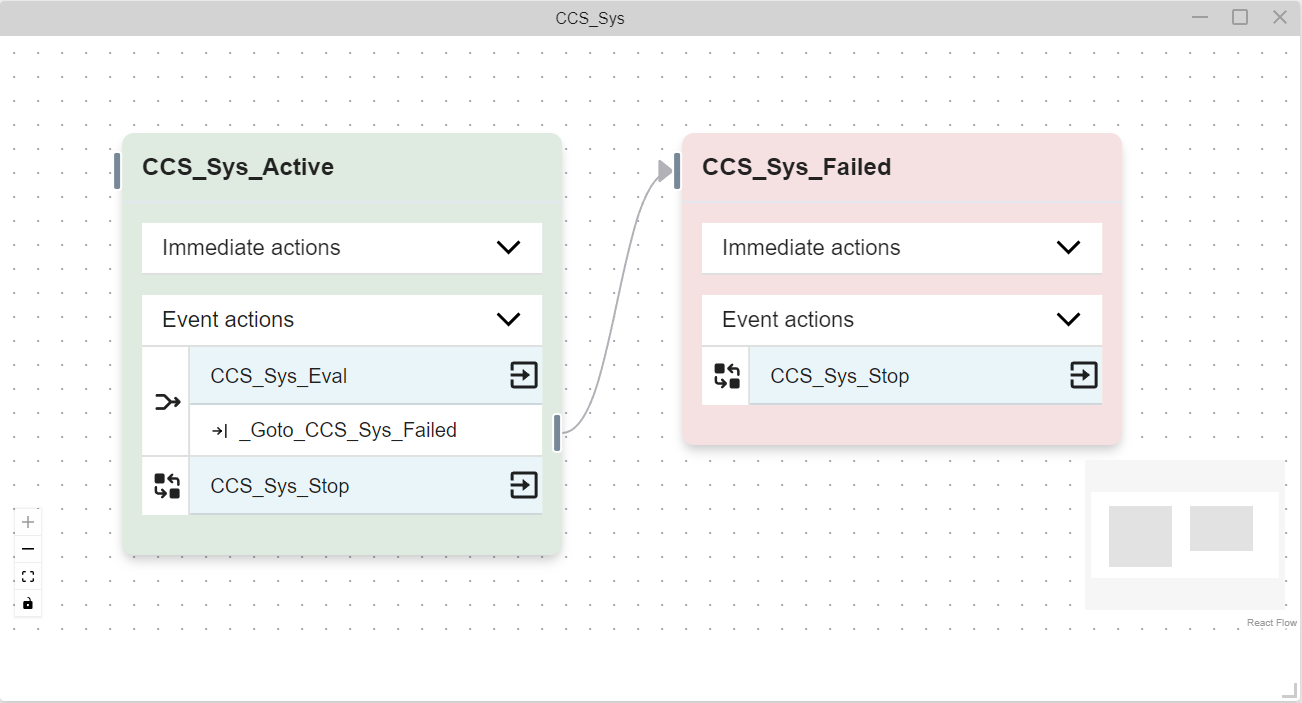 CCS_Sys
CCS_Sys_Active
Immediate actions
Event actions
CCS_Sys_Eval
_Goto_CCS_Sys_Failed
CCS_Sys_Stop
CCS_Sys_Failed
Immediate actions
Event actions
CCS_Sys_Stop
React Flow